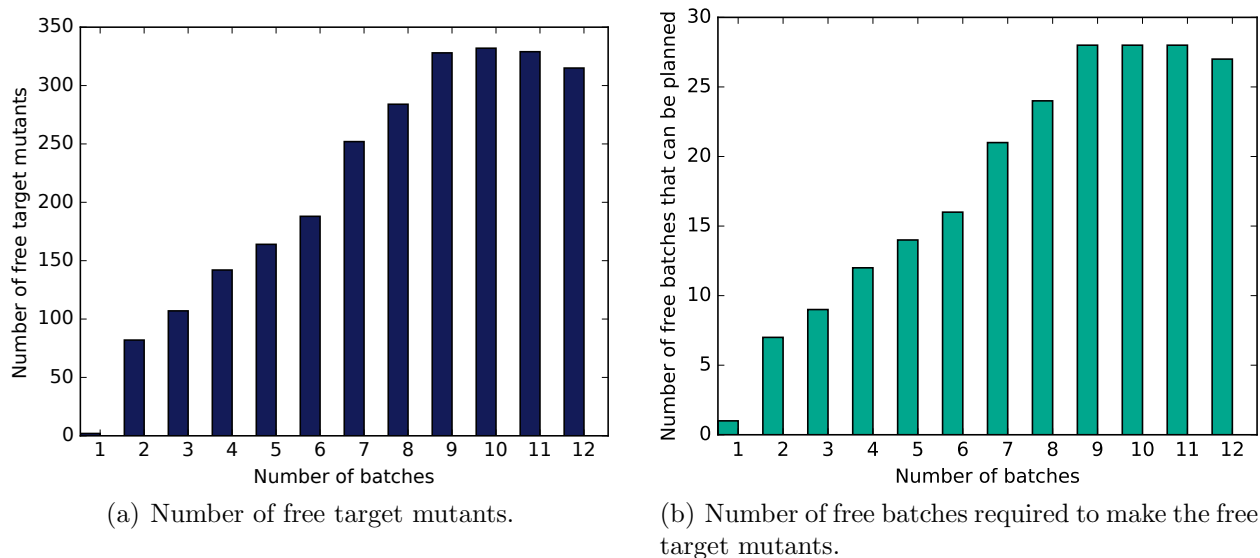 350
300
250
200
150
100
50
0
Number of free target mutants
1 2 3 4 5 6 7 8 9 10 11 12
Number of batches
(a) Number of free target mutants.
30
25
20
15
10
5
0
Number of free batches that can be planned
1 2 3 4 5 6 7 8 9 10 11 12
Number of batches
(b) Number of free batches required to make the free
target mutants.